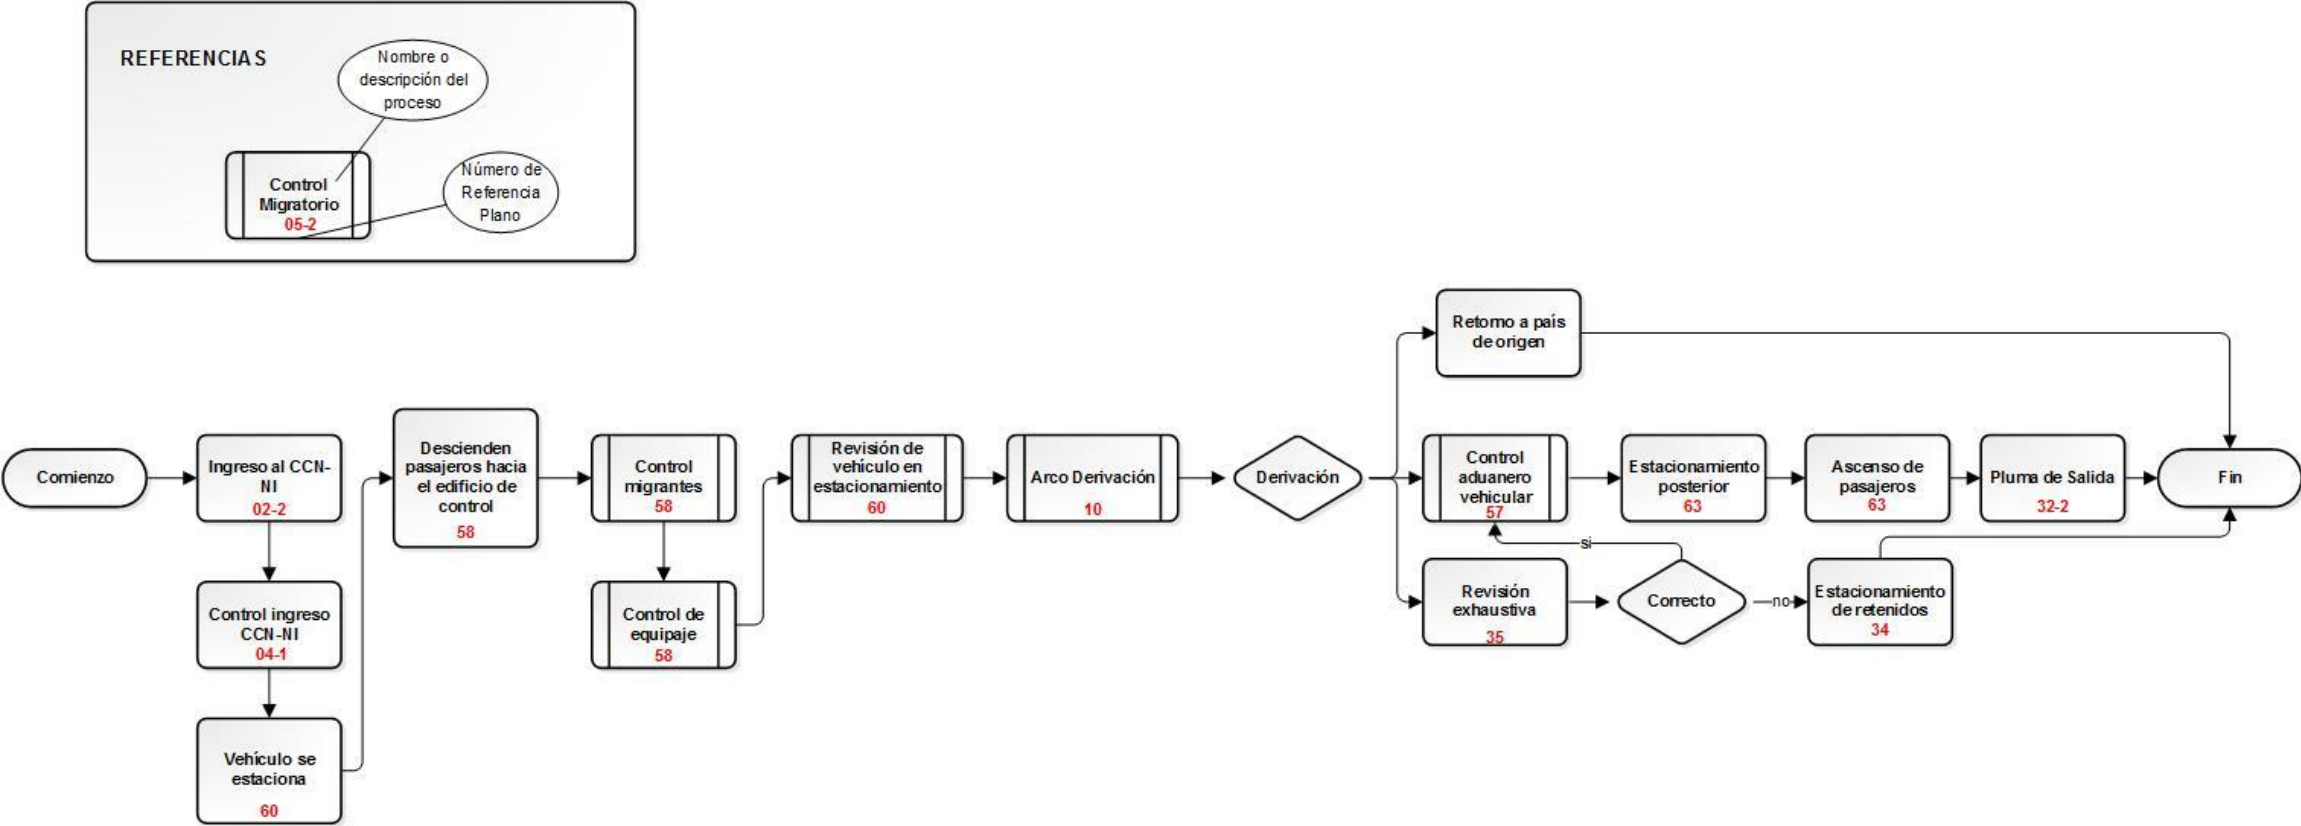 REFERENCIAS
Nombre o
descripción del
proceso
Control
Migratorio
05-2
Número de
Referencia
Plano
Comienzo
Ingreso al CCN-
NI
02-2
Control ingreso
CCN-NI
04-1
Vehículo se
estaciona
60
Descienden
pasajeros hacia
el edificio de
control
58
Control
migrantes
58
Control de
equipaje
58
Revisión de
vehículo en
estacionamiento
60
Arco Derivación
10
Derivación
Retorno a país
de origen
Control
aduanero
vehicular
57
Estacionamiento
posterior
63
Ascenso de
pasajeros
63
Pluma de Salida
32-2
Fin
si
Revisión
exhaustiva
35
Correcto
no
Estacionamiento
de retenidos
34